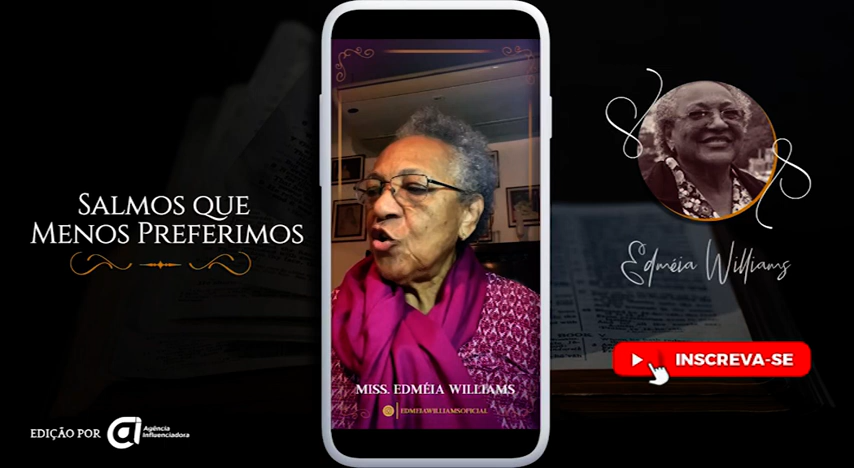 SALMOS QUE
MENOS PREFERIMOS
EDIÇÃO POR
Agência
Influenciadora
MISS. EDMÉIA WILLIAMS
EDMEIAWILLIAMSOFICIAL
Edméia Williams
INSCREVA-SE